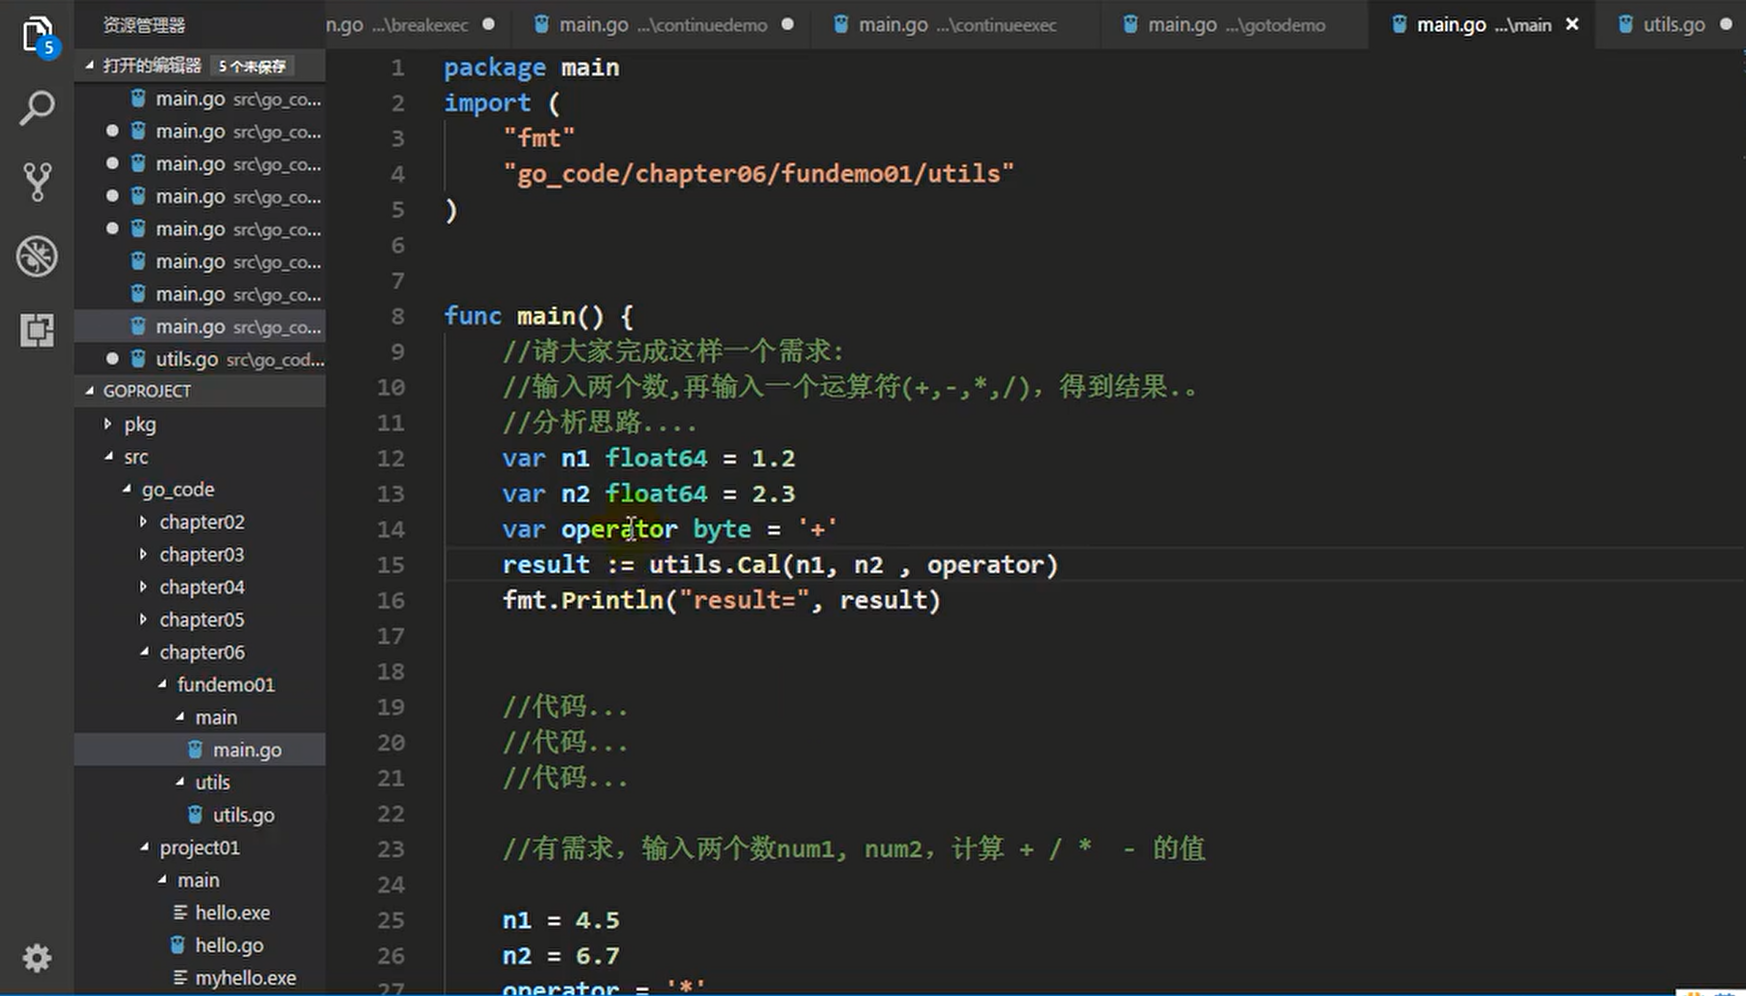 资源管理器
打开的编辑器 5 个未保存
main.go src\go_co...
main.go src\go_co...
main.go src\go_co...
main.go src\go_co...
main.go src\go_co...
main.go src\go_co...
main.go src\go_co...
main.go src\go_co...
utils.go src\go_cod...
GOPROJECT
pkg
src
go_code
chapter02
chapter03
chapter04
chapter05
chapter06
fundemo01
main
main.go
utils
utils.go
project01
main
hello.exe
hello.go
myhello.exe
5
n.go ...\breakexec
main.go ...\continuedemo
main.go ...\continueexec
main.go ...\gotodemo
main.go ...\main
utils.go
1 package main
2 import (
3 "fmt"
4 "go_code/chapter06/fundemo01/utils"
5 )
6
7
8 func main() {
9 //请大家完成这样一个需求:
10 //输入两个数,再输入一个运算符(+,-,*,/)，得到结果.。
11 //分析思路....
12 var n1 float64 = 1.2
13 var n2 float64 = 2.3
14 var operator byte = '+'
15 result := utils.Cal(n1, n2 , operator)
16 fmt.Println("result=", result)
17
18
19 //代码...
20 //代码...
21 //代码...
22
23 //有需求，输入两个数num1, num2，计算 + / * - 的值
24
25 n1 = 4.5
26 n2 = 6.7
27 operator = '*'